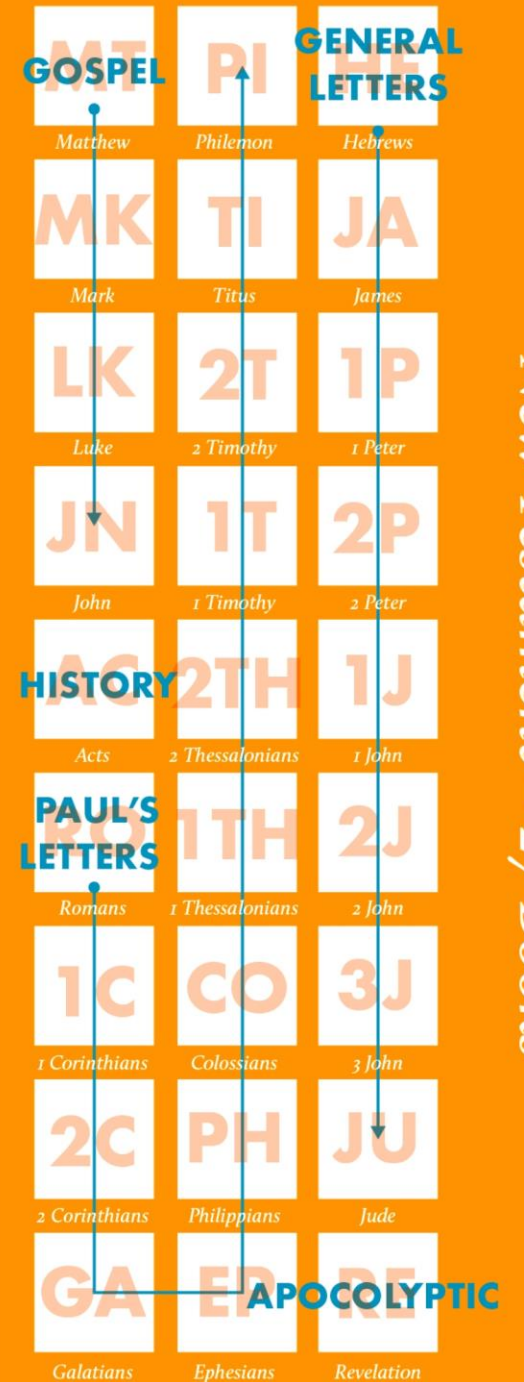 MT PI HE
GOSPEL
GENERAL
LETTERS
Matthew Philemon Hebrews
MK TI JA
Mark Titus James
LK 2T 1P
Luke 2 Timothy 1 Peter
JN 1T 2P
John 1 Timothy 2 Peter
AC 2TH 1J
HISTORY
Acts 2 Thessalonians 1 John
RO 1TH 2J
PAUL'S
LETTERS
Romans 1 Thessalonians 2 John
1C CO 3J
1 Corinthians Colossians 3 John
2C PH JU
2 Corinthians Philippians Jude
GA EP RE
APOCOLYPTIC
Galatians Ephesians Revelation